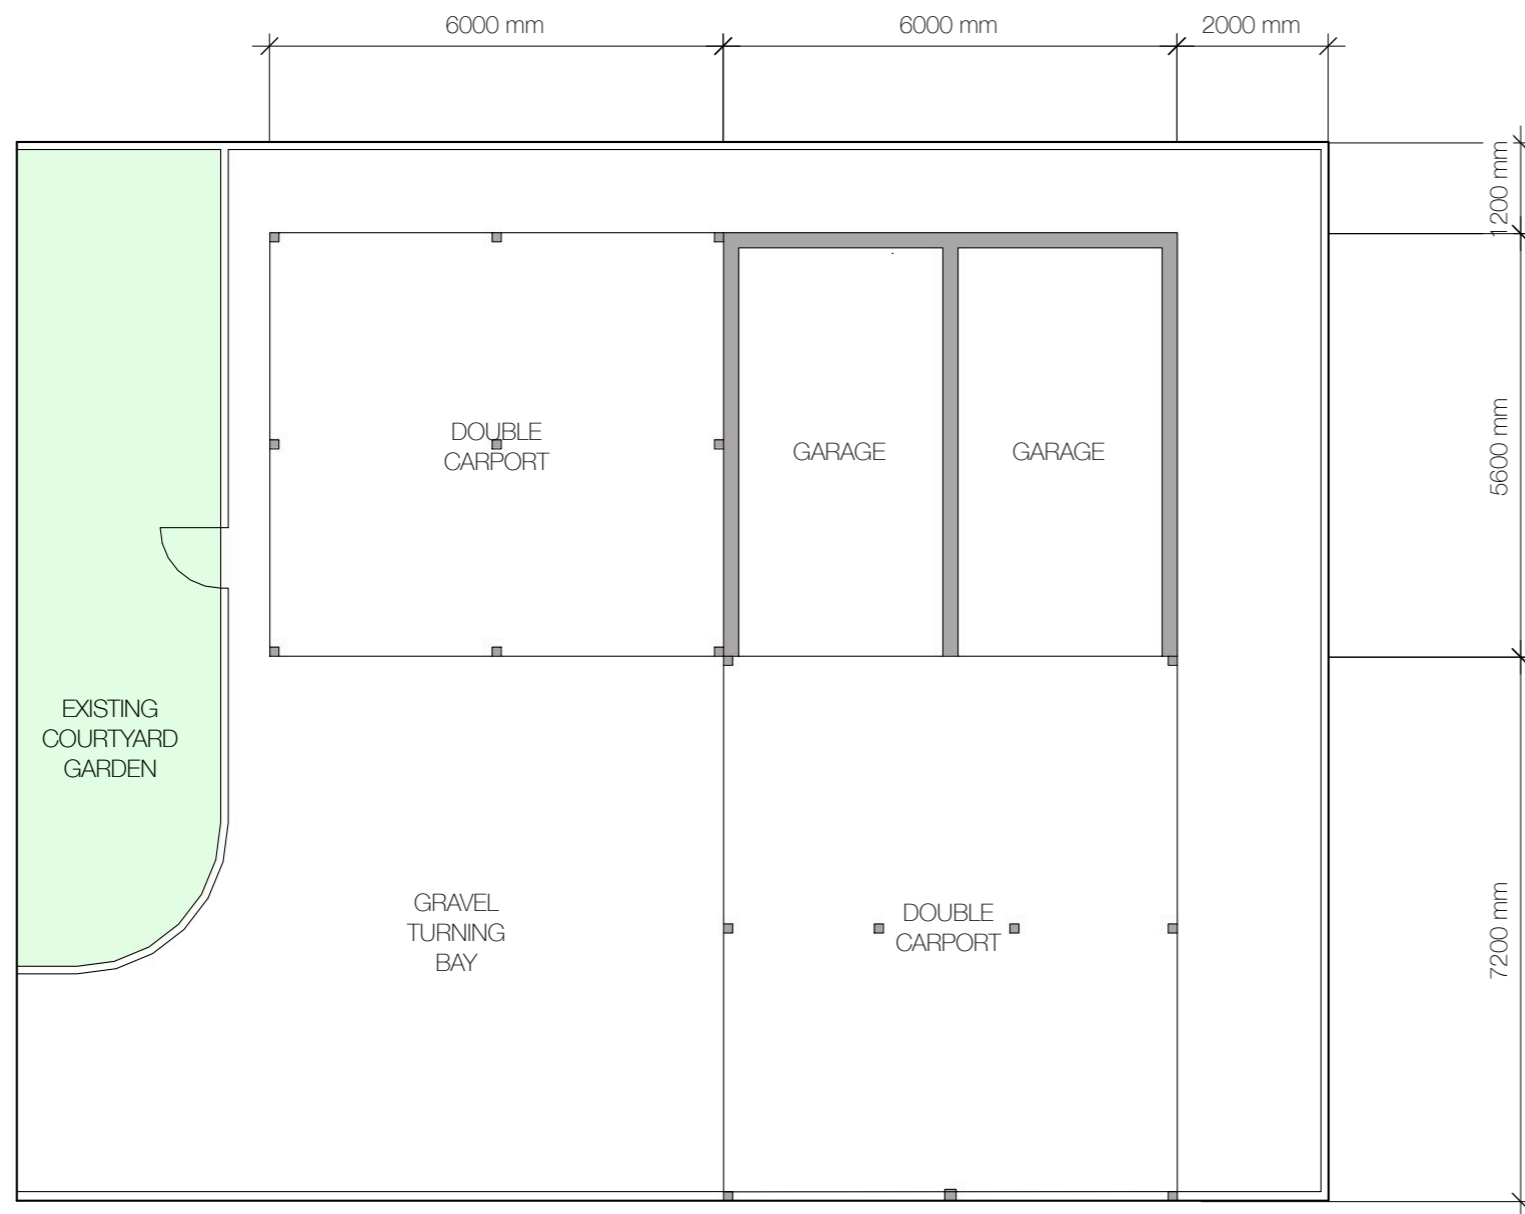 6000 mm
6000 mm
2000 mm
1200 mm
DOUBLE
CARPORT
GARAGE
GARAGE
5600 mm
EXISTING
COURTYARD
GARDEN
GRAVEL
TURNING
BAY
DOUBLE
CARPORT
7200 mm